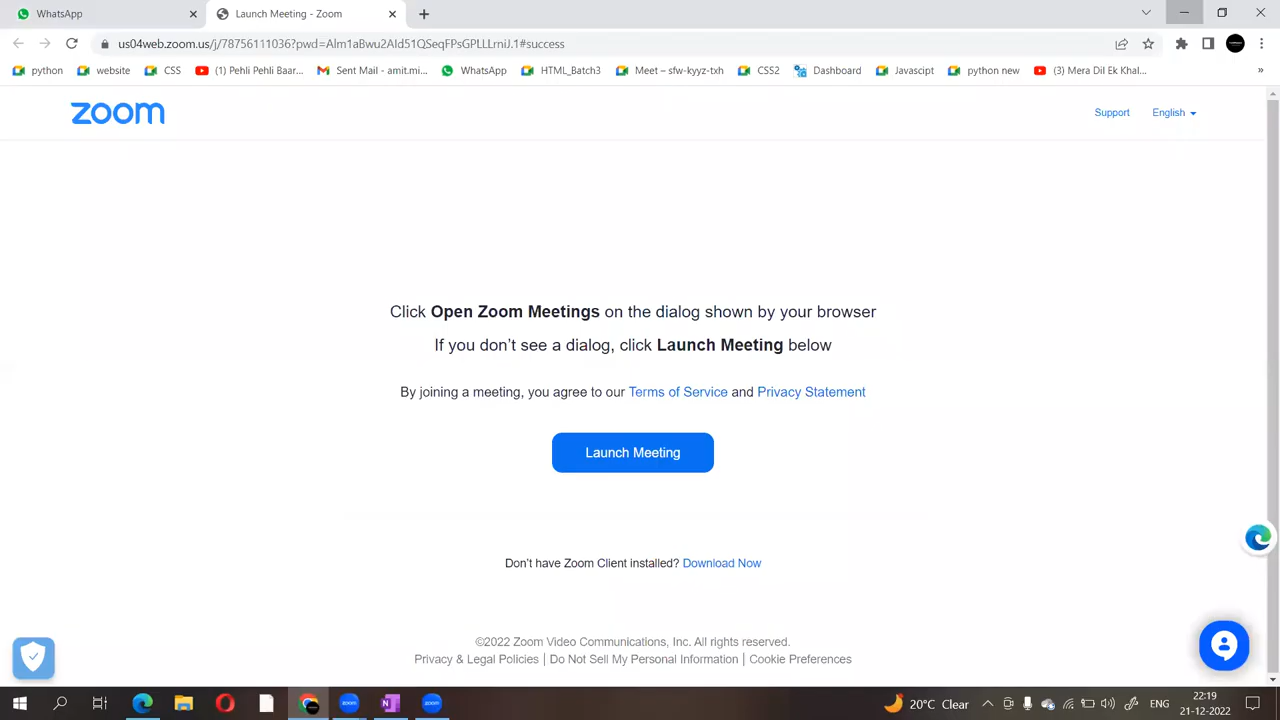 WhatsApp
Launch Meeting - Zoom
us04web.zoom.us/j/78756111036?pwd=Alm1aBwu2AId51QSeqFPsGPLLLrniJ.1#success
python
website
CSS
(1) Pehli Pehli Baar...
Sent Mail - amit.mi...
WhatsApp
HTML_Batch3
Meet – sfw-kyyz-txh
CSS2
Dashboard
Javascipt
python new
(3) Mera Dil Ek Khal...
»
zoom
Support
English
Click Open Zoom Meetings on the dialog shown by your browser
If you don't see a dialog, click Launch Meeting below
By joining a meeting, you agree to our Terms of Service and Privacy Statement
Launch Meeting
Don't have Zoom Client installed? Download Now
©2022 Zoom Video Communications, Inc. All rights reserved.
Privacy & Legal Policies | Do Not Sell My Personal Information | Cookie Preferences
zoom
N
zoom
20°C Clear
ENG
22:19
21-12-2022